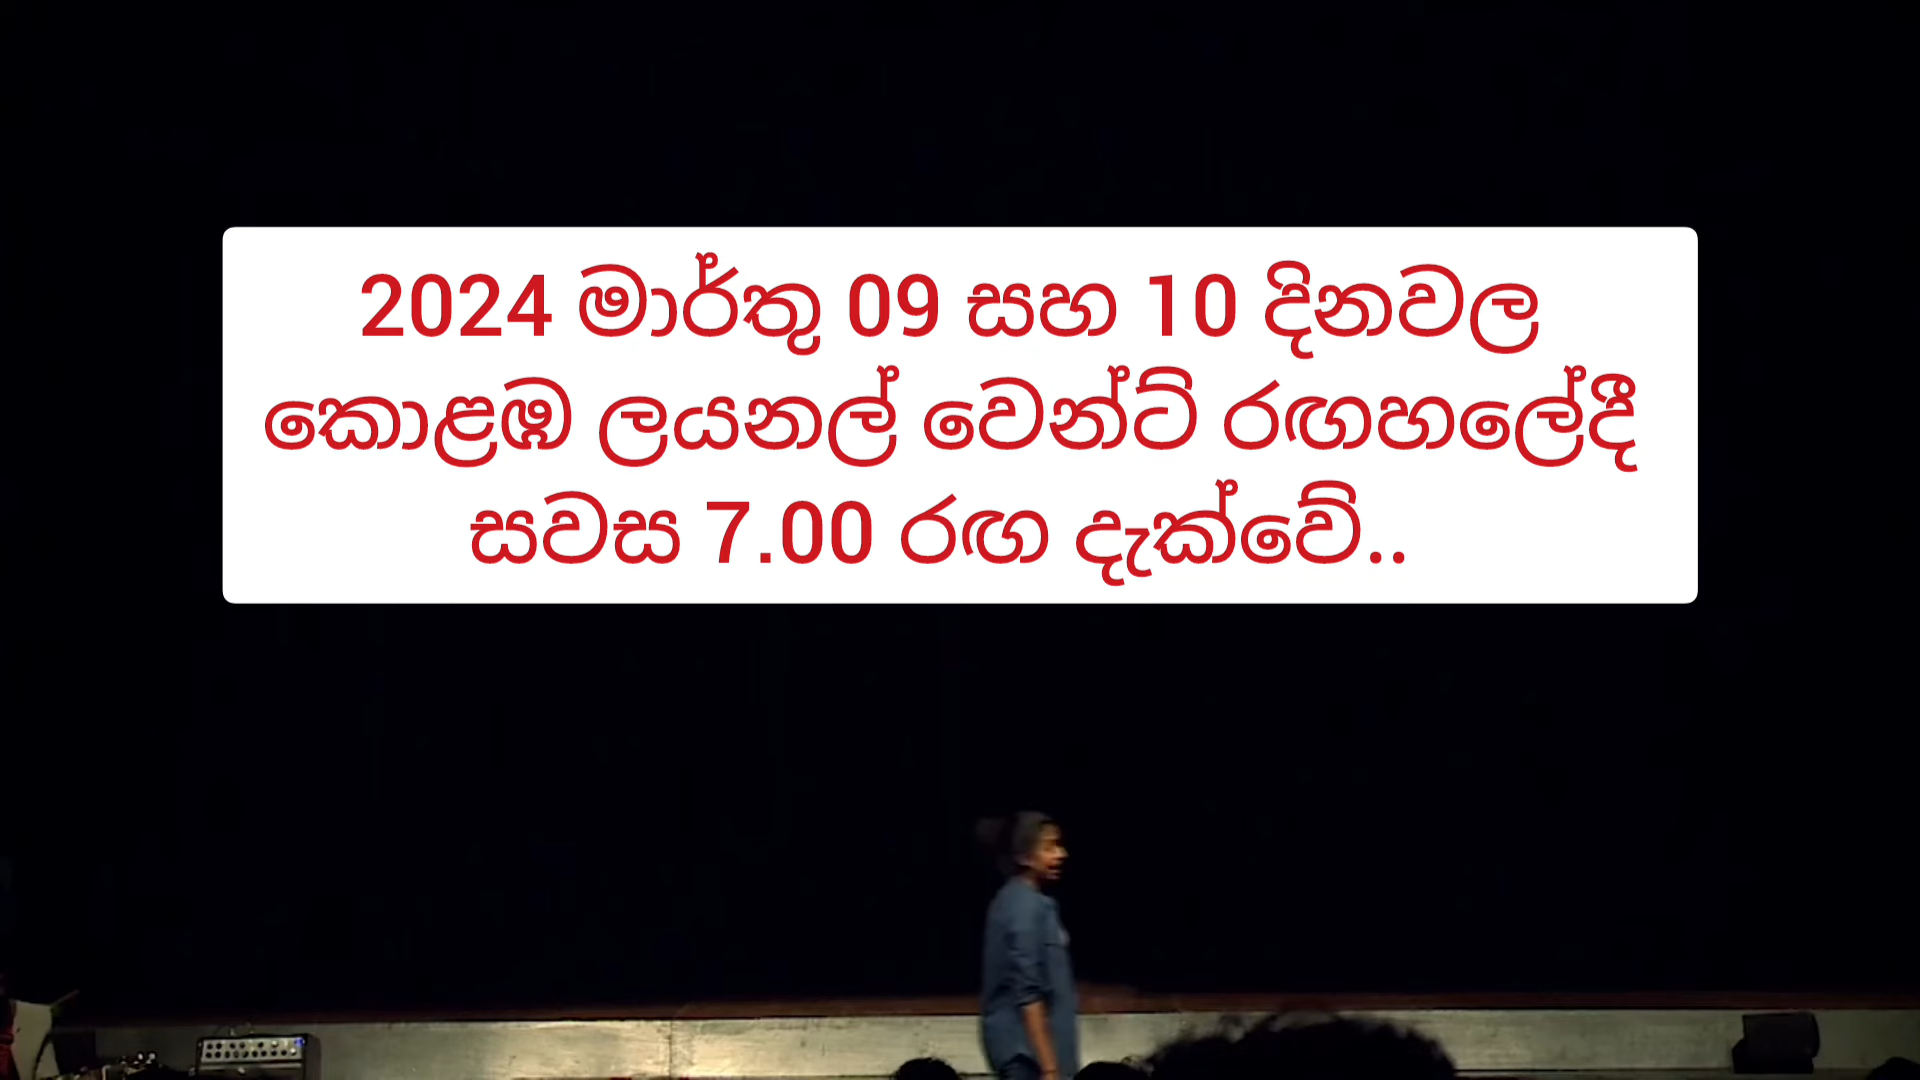 2024 මාර්තු 09 සහ 10 දිනවල
කොළඹ ලයනල් වෙන්ට් රඟහලේදී
සවස 7.00 රඟ දැක්වේ..